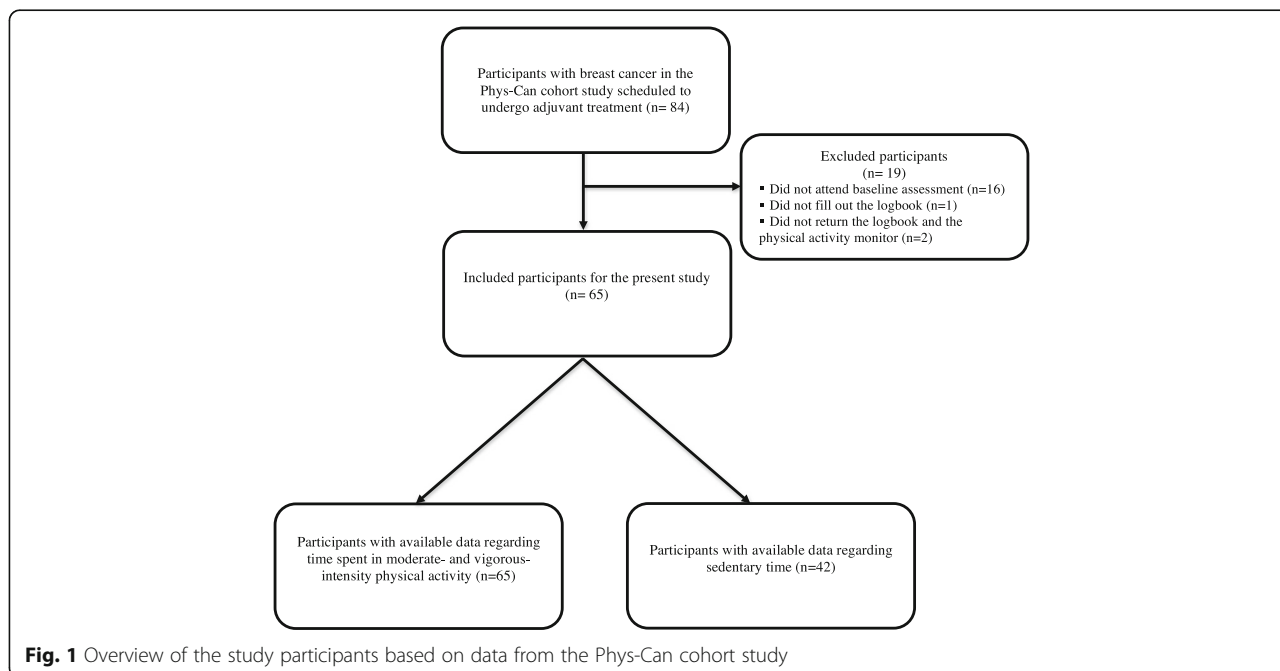 Participants with breast cancer in the
Phys-Can cohort study scheduled to
undergo adjuvant treatment (n= 84)
Excluded participants
(n= 19)
▪ Did not attend baseline assessment (n=16)
▪ Did not fill out the logbook (n=1)
▪ Did not return the logbook and the
physical activity monitor (n=2)
Included participants for the present study
(n= 65)
Participants with available data regarding
time spent in moderate- and vigorous-
intensity physical activity (n=65)
Participants with available data regarding
sedentary time (n=42)
Fig. 1 Overview of the study participants based on data from the Phys-Can cohort study